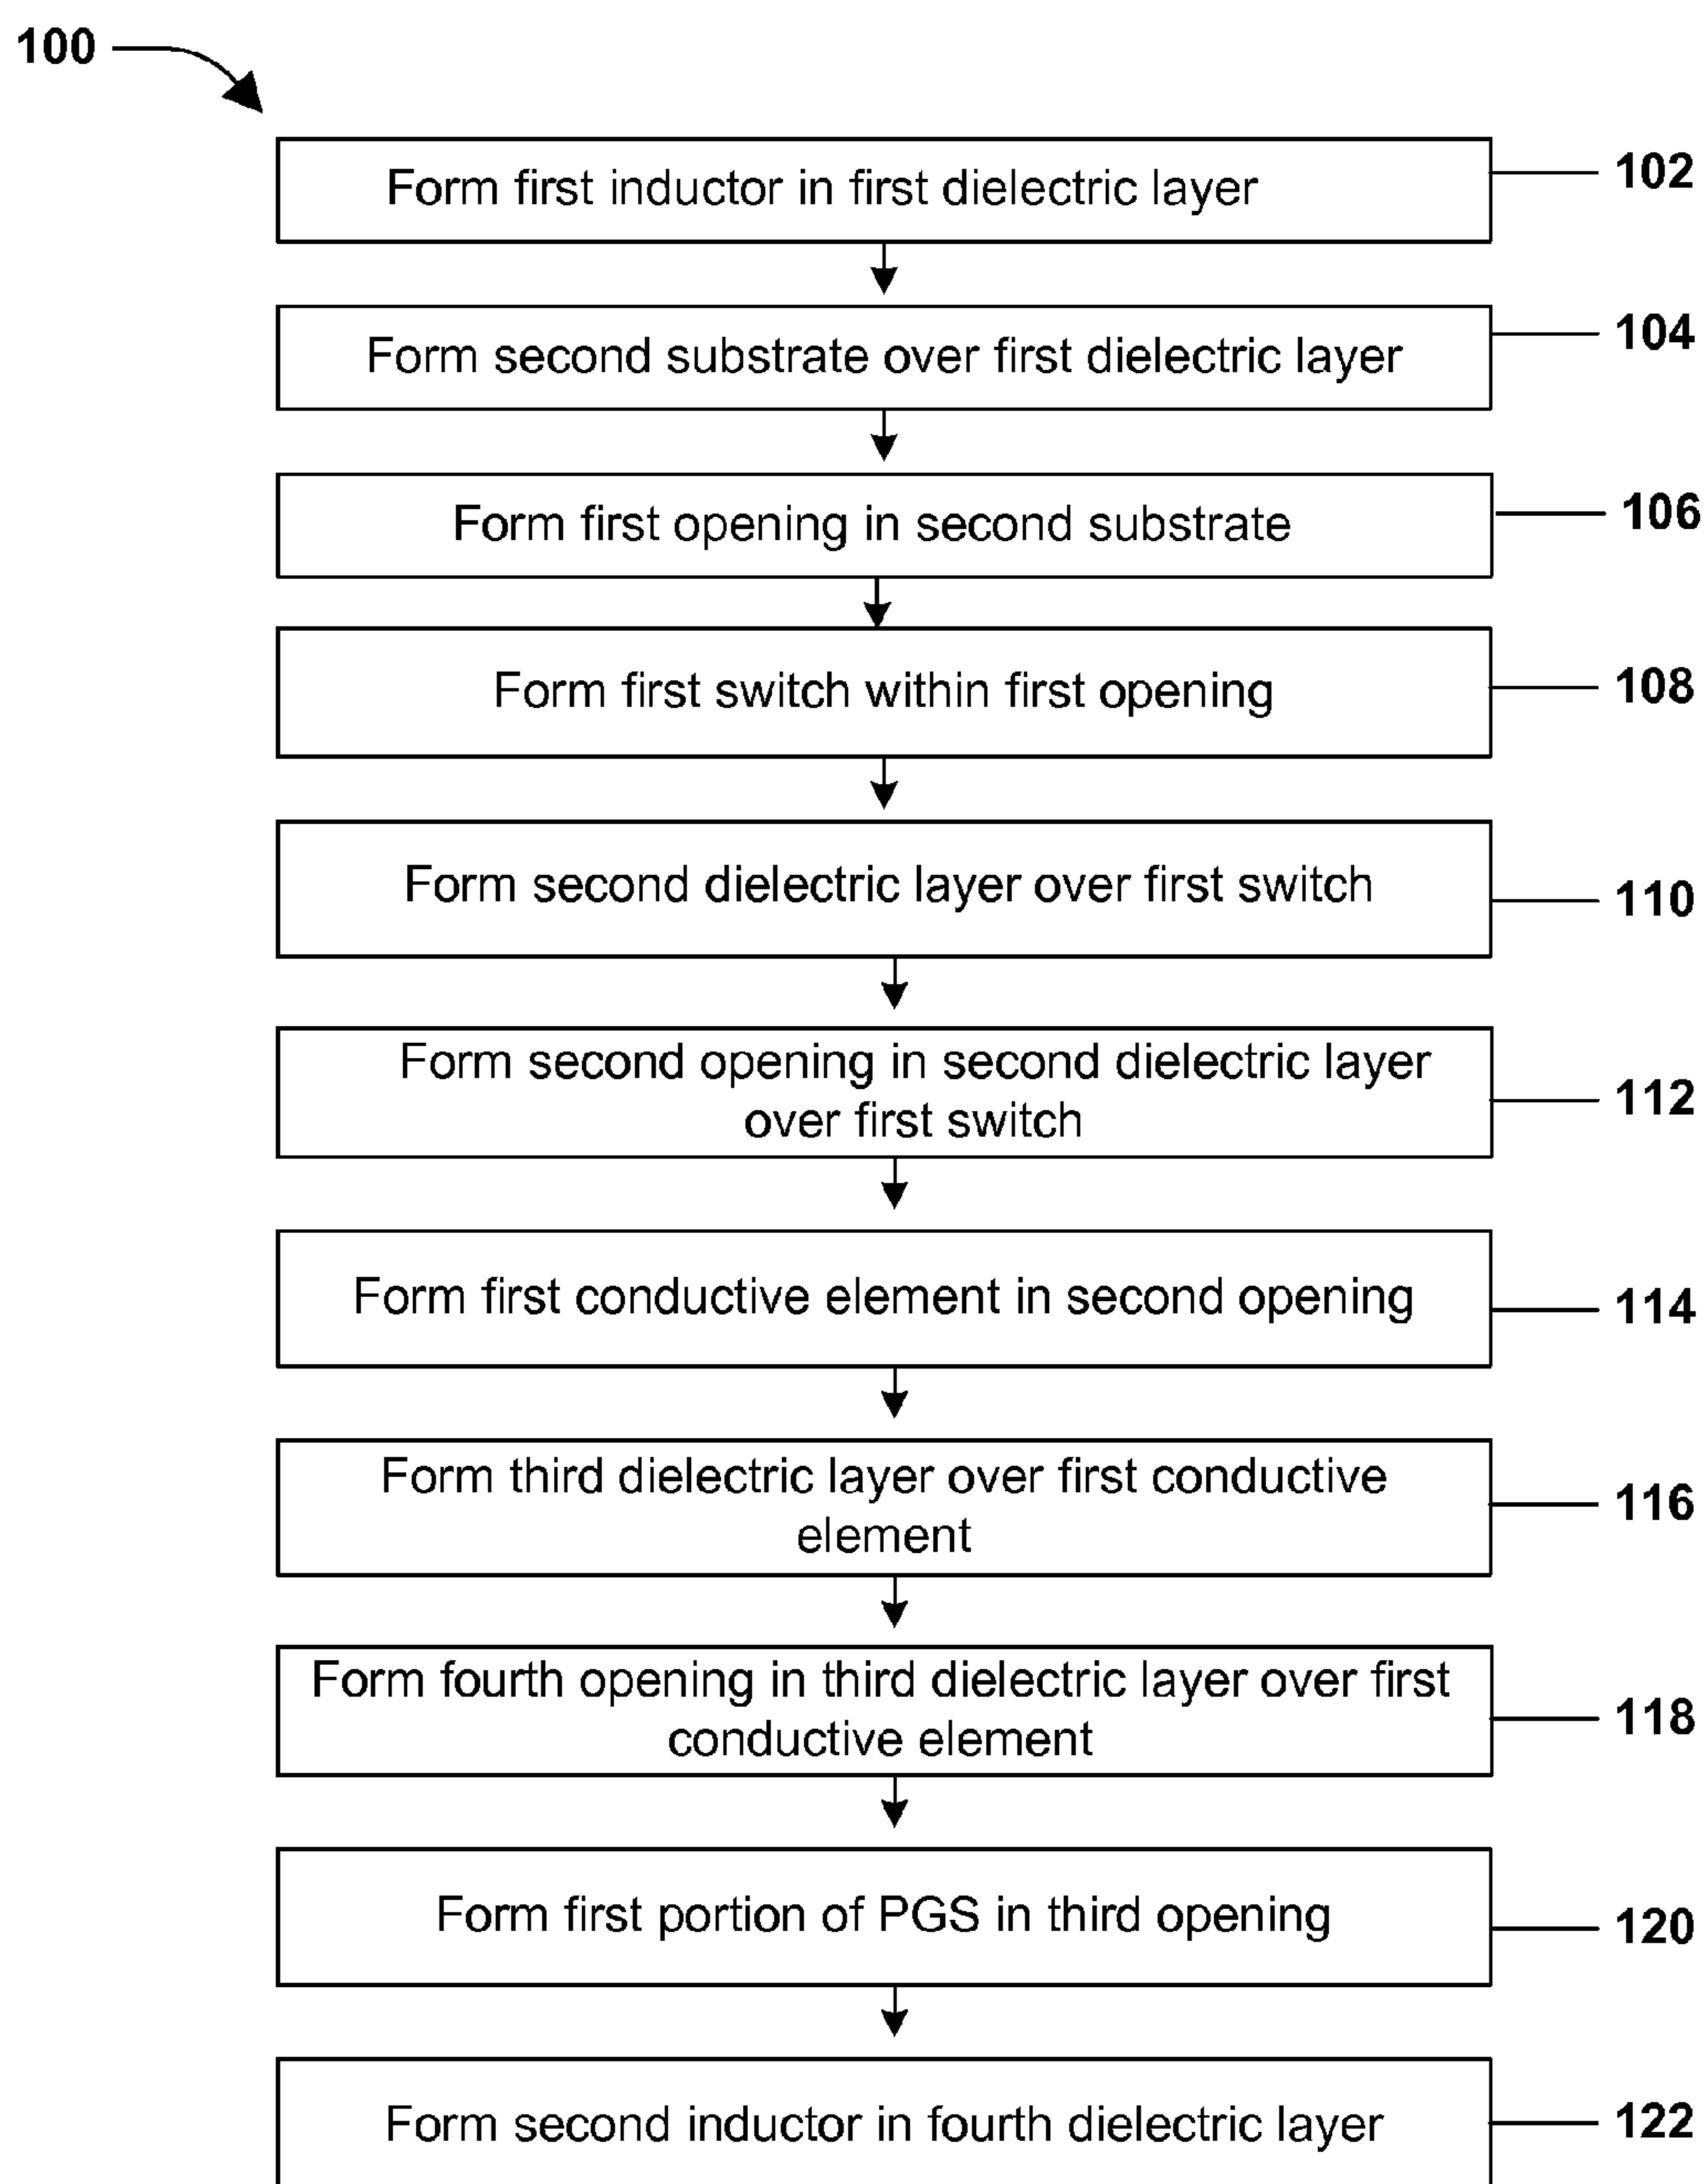 100
Form first inductor in first dielectric layer
102
Form second substrate over first dielectric layer
104
Form first opening in second substrate
106
Form first switch within first opening
108
Form second dielectric layer over first switch
110
Form second opening in second dielectric layer
over first switch
112
Form first conductive element in second opening
114
Form third dielectric layer over first conductive
element
116
Form fourth opening in third dielectric layer over first
conductive element
118
Form first portion of PGS in third opening
120
Form second inductor in fourth dielectric layer
122